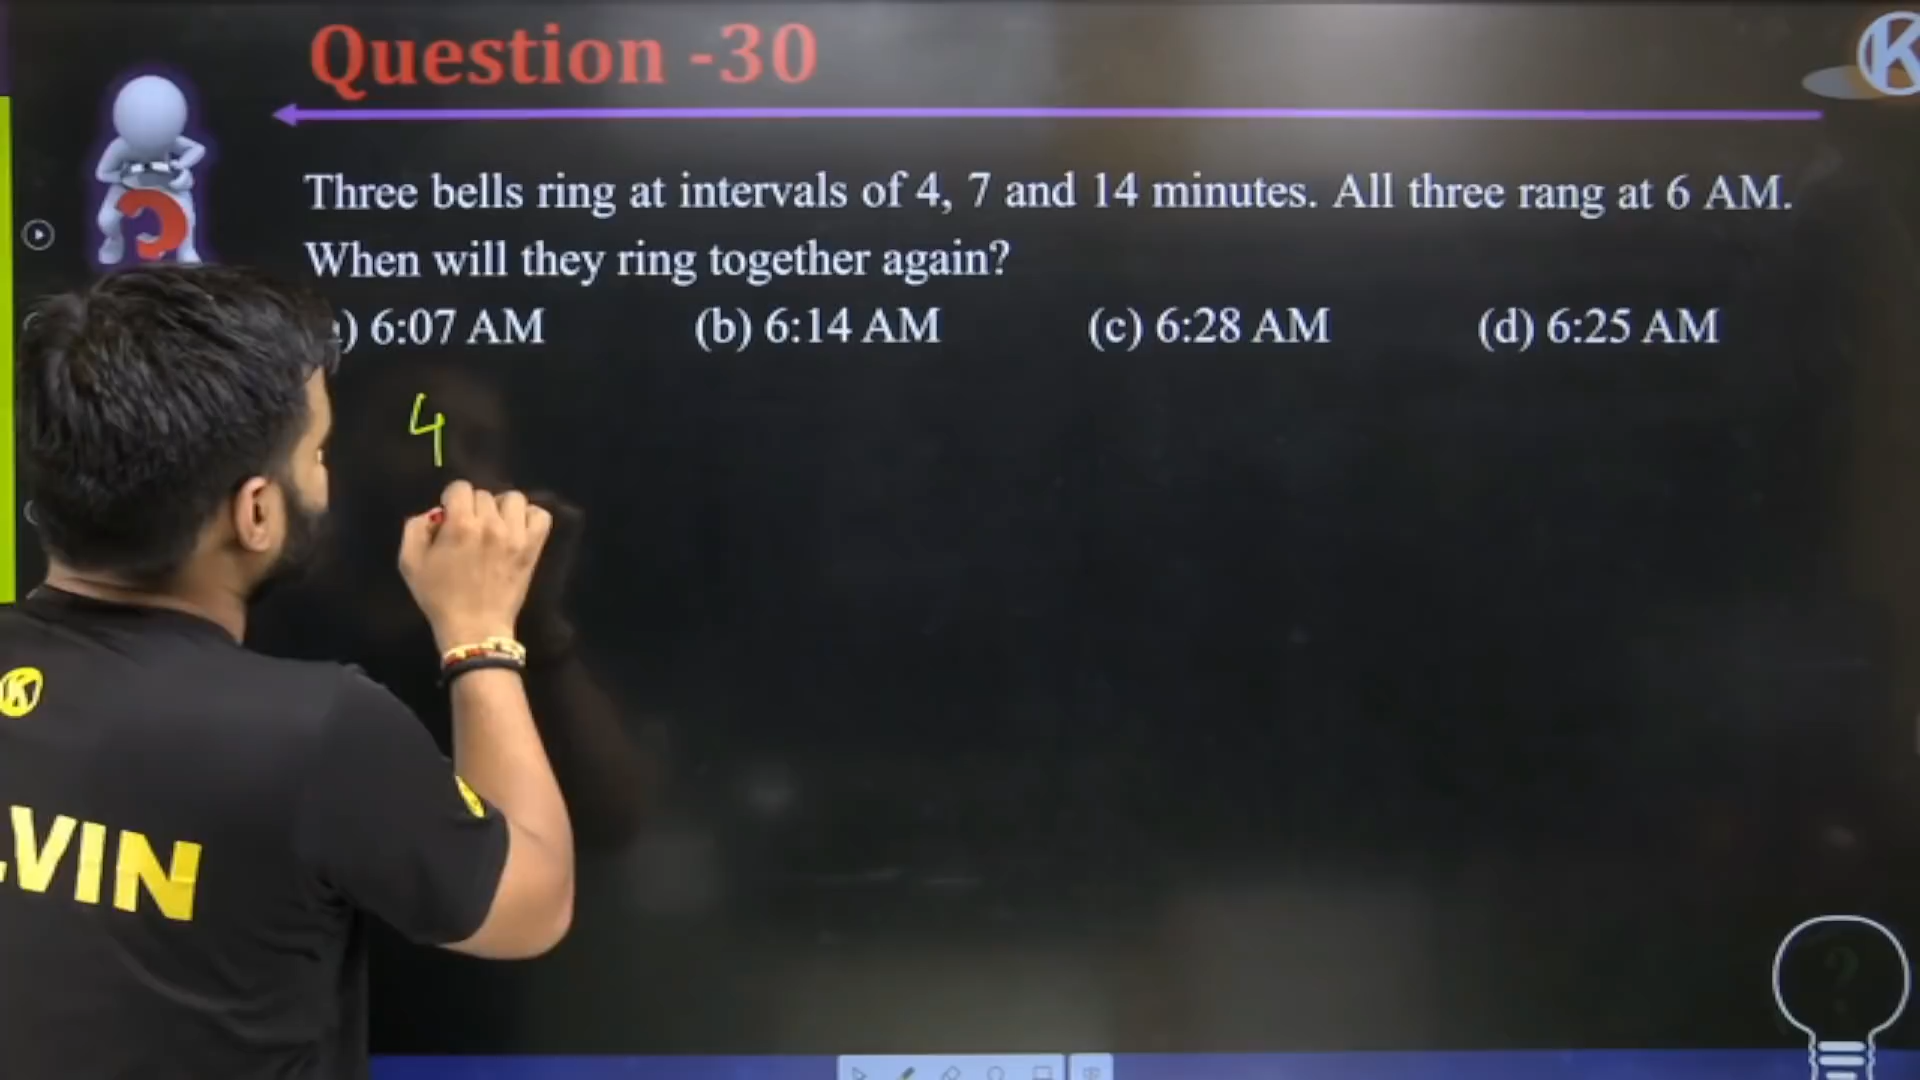 Question -30
K
Three bells ring at intervals of 4, 7 and 14 minutes. All three rang at 6 AM.
When will they ring together again?
) 6:07 AM (b) 6:14 AM (c) 6:28 AM (d) 6:25 AM
4
K
VIN
?